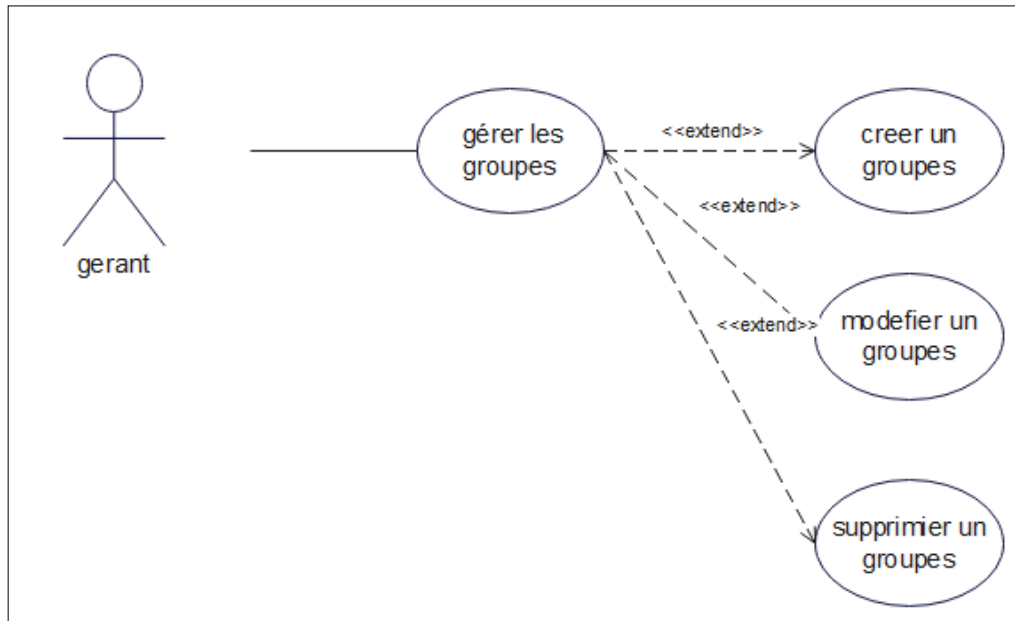 gérer les
groupes
<<extend>>
creer un
groupes
<<extend>>
gerant
<<extend>>
modefier un
groupes
supprimier un
groupes